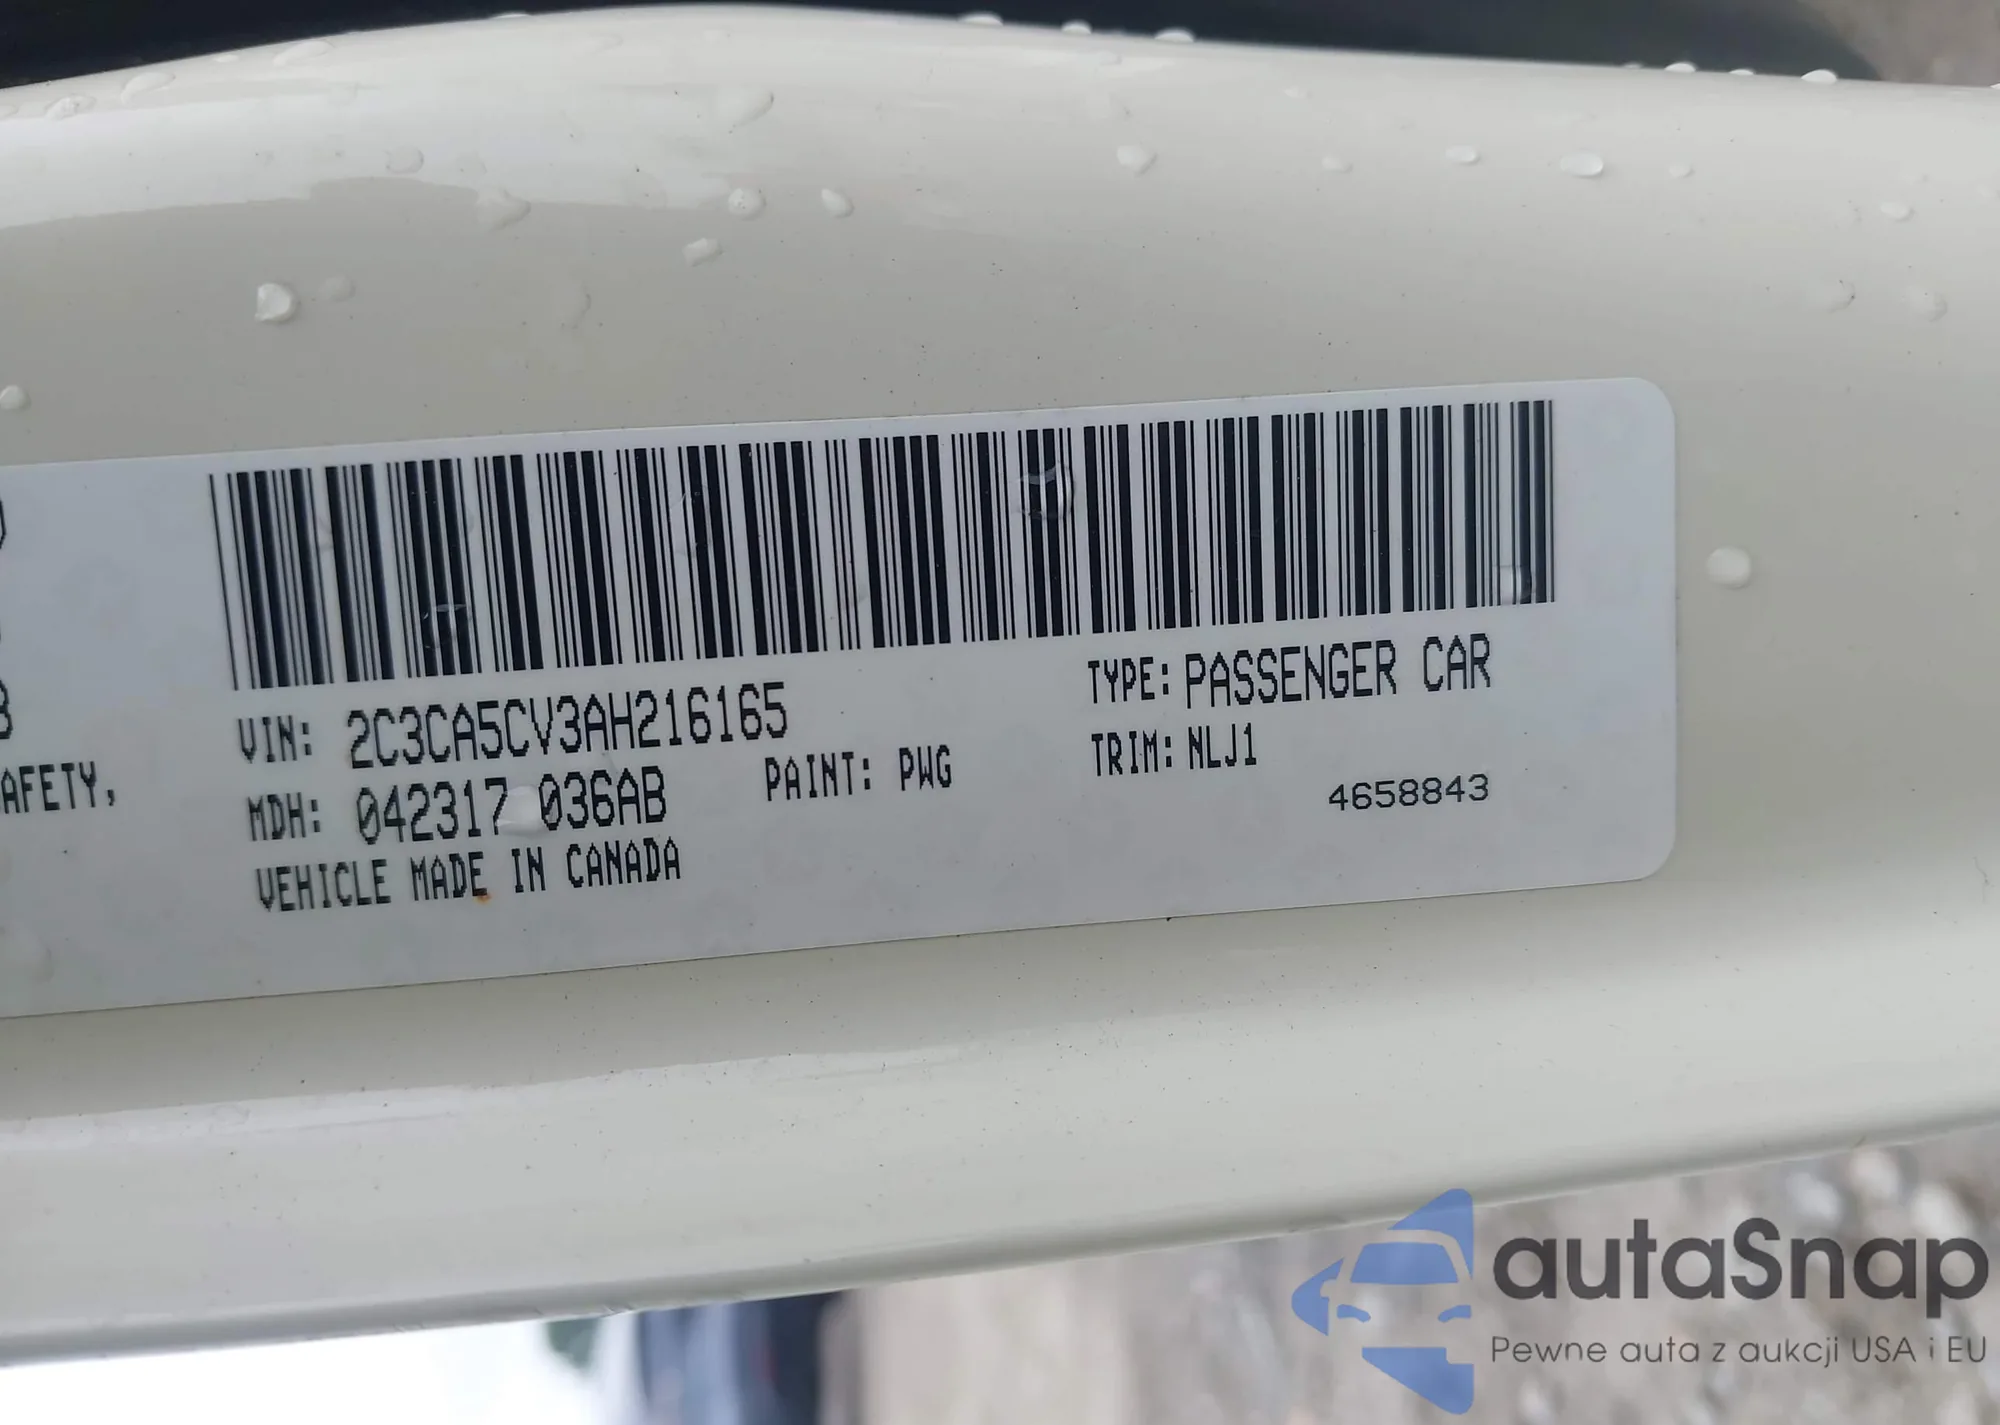 AFETY,
VIN: 2C3CA5CV3AH216165
MDH: 042317 036AB
PAINT: PWG
VEHICLE MADE IN CANADA
TYPE: PASSENGER CAR
TRIM: NLJ1
4658843
autaSnap
Pewne auta z aukcji USA i EU